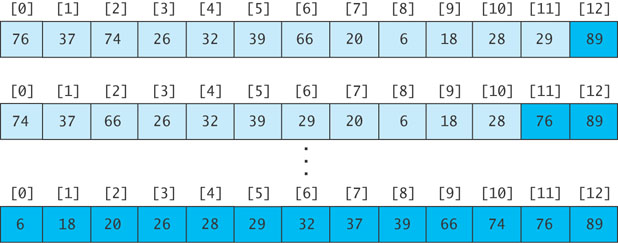 [0] [1] [2] [3] [4] [5] [6] [7] [8] [9] [10] [11] [12]
76 37 74 26 32 39 66 20 6 18 28 29 89
[0] [1] [2] [3] [4] [5] [6] [7] [8] [9] [10] [11] [12]
74 37 66 26 32 39 29 20 6 18 28 76 89
[0] [1] [2] [3] [4] [5] [6] [7] [8] [9] [10] [11] [12]
6 18 20 26 28 29 32 37 39 66 74 76 89